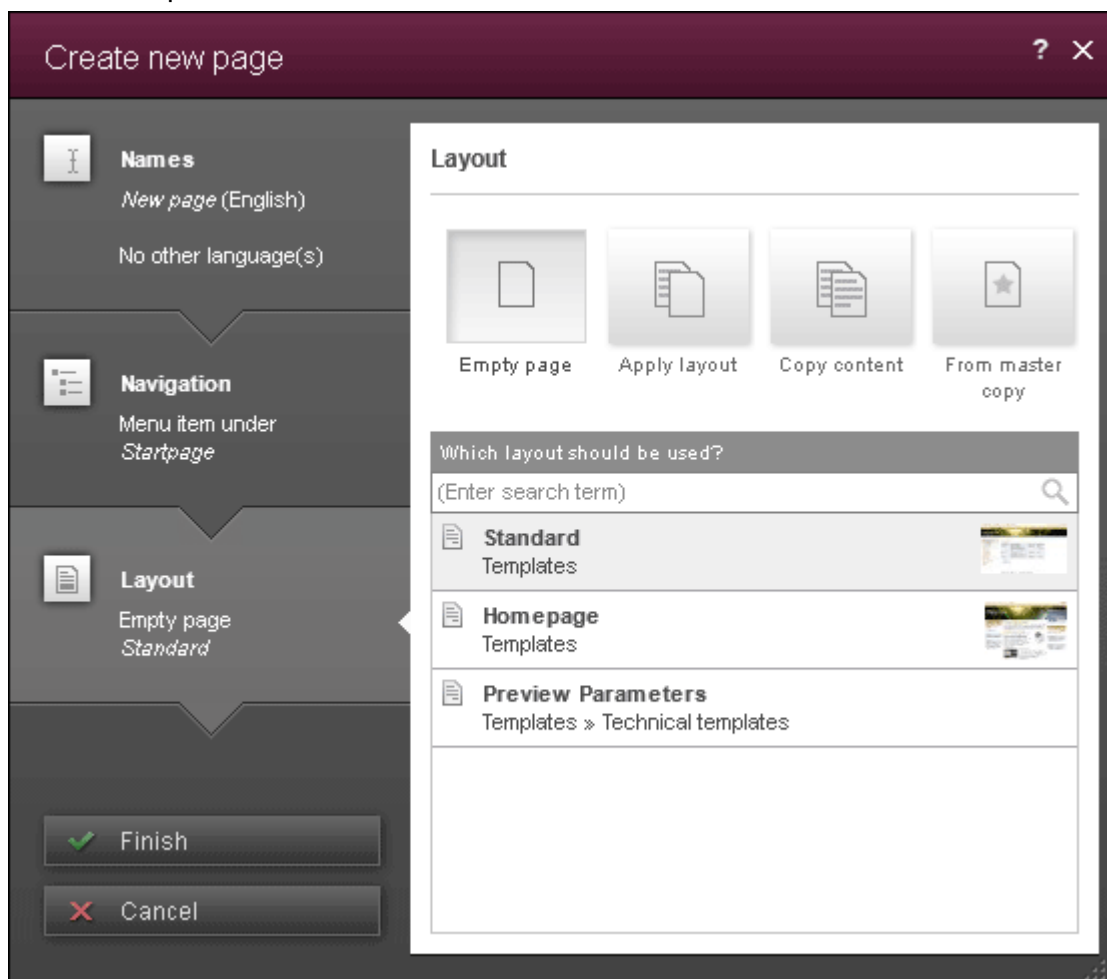 Create new page
?
Names
New page (English)
No other language(s)
Navigation
Menu item under
Startpage
Layout
Empty page
Standard
Finish
Cancel
Layout
Empty page
Apply layout
Copy content
From master
copy
Which layout should be used?
(Enter search term)
Standard
Templates
Homepage
Templates
Preview Parameters
Templates » Technical templates